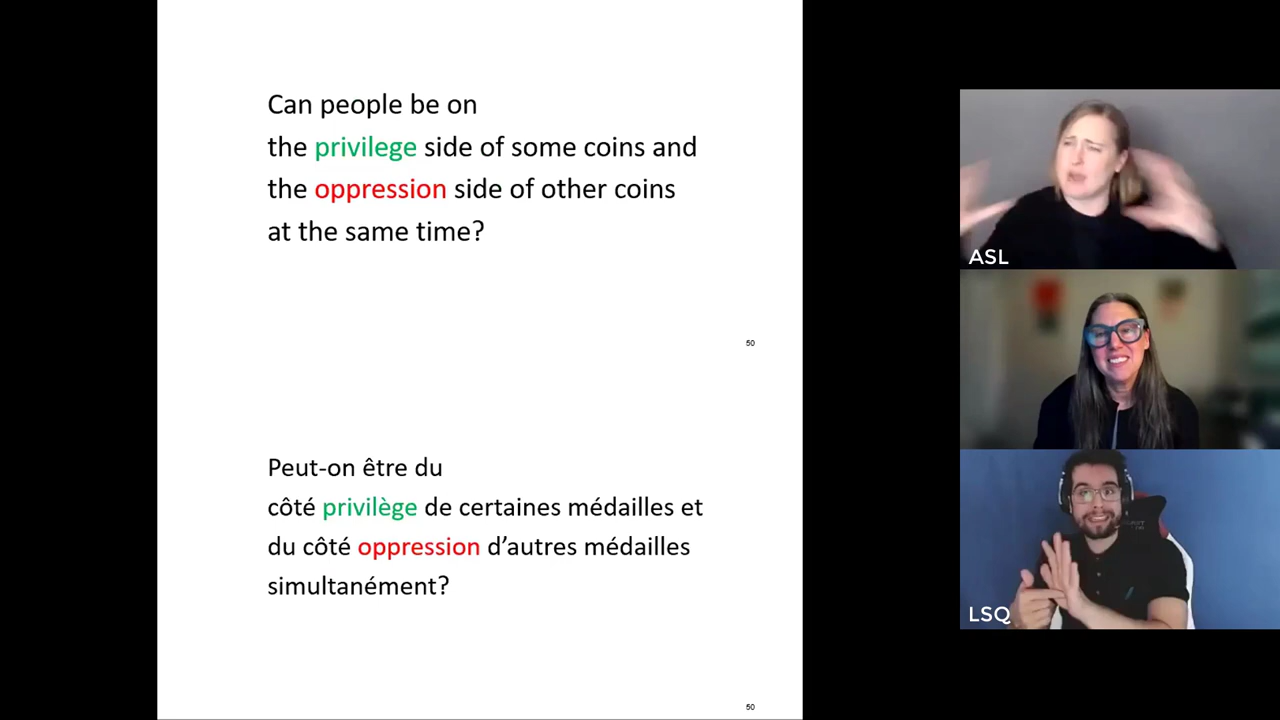 Can people be on
the privilege side of some coins and
the oppression side of other coins
at the same time?
50
Peut-on être du
côté privilège de certaines médailles et
du côté oppression d’autres médailles
simultanément?
50
ASL
LSQ